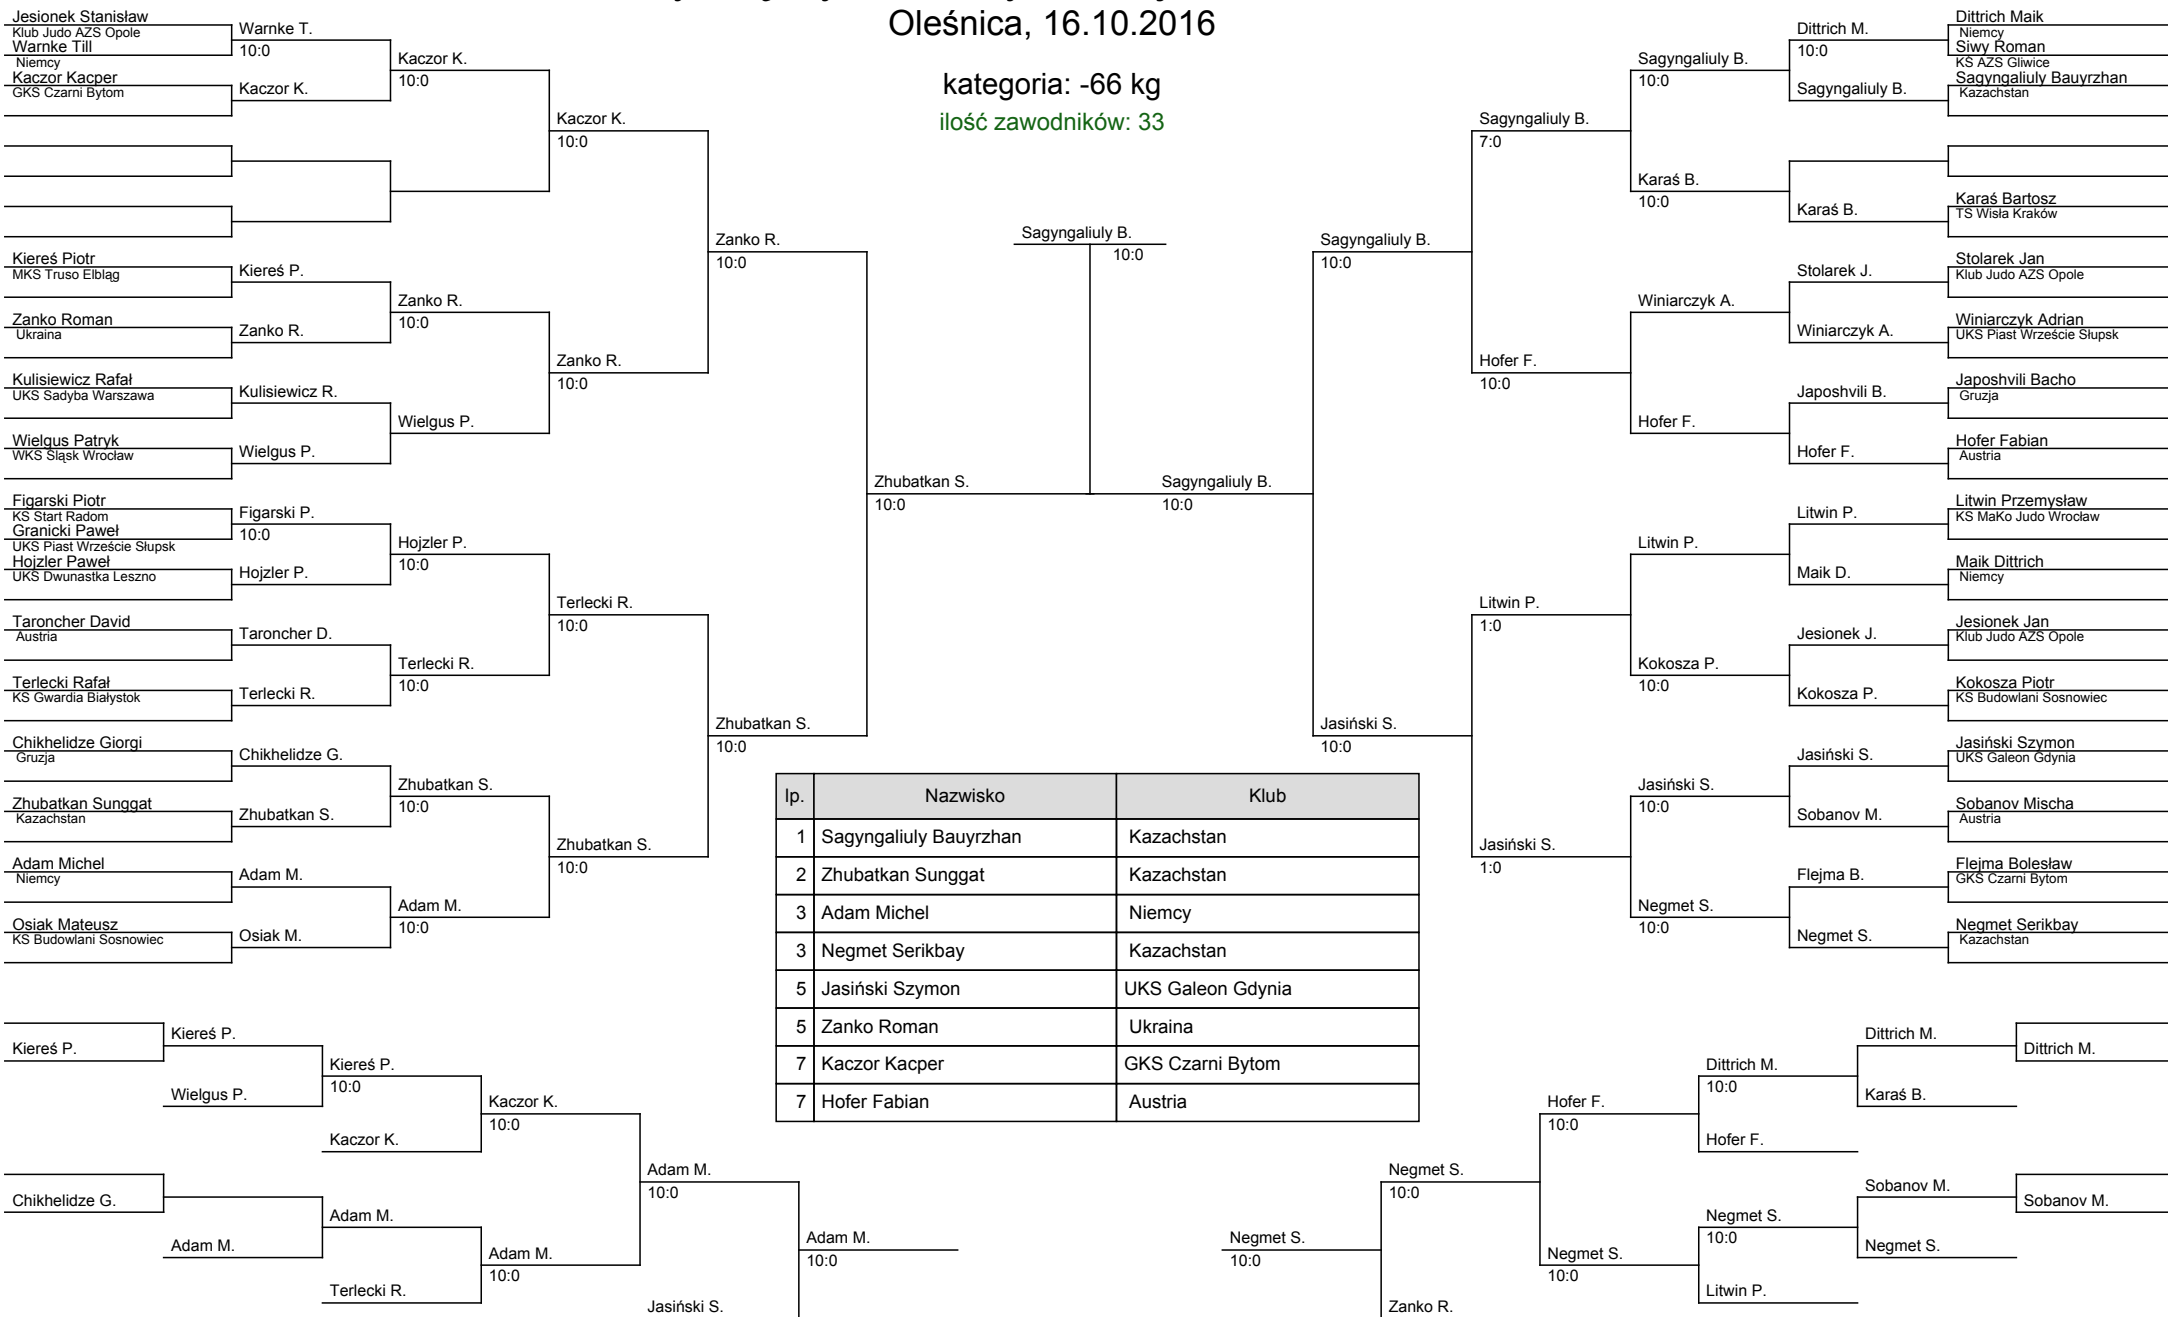 Oleśnica, 16.10.2016
kategoria: -66 kg
ilość zawodników: 33
Jesionek Stanisław
Klub Judo AZS Opole
Warnke Till
Niemcy
Kaczor Kacper
GKS Czarni Bytom
Kiereś Piotr
MKS Truso Elbląg
Zanko Roman
Ukraina
Kulisiewicz Rafał
UKS Sadyba Warszawa
Wielgus Patryk
WKS Śląsk Wrocław
Figarski Piotr
KS Start Radom
Granicki Paweł
UKS Piast Wrzeście Słupsk
Hojzler Paweł
UKS Dwunastka Leszno
Taroncher David
Austria
Terlecki Rafał
KS Gwardia Białystok
Chikhelidze Giorgi
Gruzja
Zhubatkan Sunggat
Kazachstan
Adam Michel
Niemcy
Osiak Mateusz
KS Budowlani Sosnowiec
Warnke T.
10:0
Kaczor K.
Kiereś P.
Zanko R.
Kulisiewicz R.
Wielgus P.
Figarski P.
10:0
Hojzler P.
Taroncher D.
Terlecki R.
Chikhelidze G.
Zhubatkan S.
Adam M.
Osiak M.
Kaczor K.
10:0
Zanko R.
10:0
Wielgus P.
Hojzler P.
10:0
Terlecki R.
10:0
Zhubatkan S.
10:0
Adam M.
10:0
Kaczor K.
10:0
Zanko R.
10:0
Terlecki R.
10:0
Zhubatkan S.
10:0
Zanko R.
10:0
Zhubatkan S.
10:0
Zhubatkan S.
10:0
Sagyngaliuly B.
10:0
Sagyngaliuly B.
10:0
Sagyngaliuly B.
10:0
Jasiński S.
10:0
Sagyngaliuly B.
7:0
Hofer F.
10:0
Litwin P.
1:0
Jasiński S.
1:0
Sagyngaliuly B.
10:0
Karaś B.
10:0
Winiarczyk A.
Hofer F.
Litwin P.
Kokosza P.
10:0
Jasiński S.
10:0
Negmet S.
10:0
Dittrich M.
10:0
Sagyngaliuly B.
Karaś B.
Stolarek J.
Winiarczyk A.
Japoshvili B.
Hofer F.
Litwin P.
Maik D.
Jesionek J.
Kokosza P.
Jasiński S.
Sobanov M.
Flejma B.
Negmet S.
Dittrich Maik
Niemcy
Siwy Roman
KS AZS Gliwice
Sagyngaliuly Bauyrzhan
Kazachstan
Karaś Bartosz
TS Wisła Kraków
Stolarek Jan
Klub Judo AZS Opole
Winiarczyk Adrian
UKS Piast Wrzeście Słupsk
Japoshvili Bacho
Gruzja
Hofer Fabian
Austria
Litwin Przemysław
KS MaKo Judo Wrocław
Maik Dittrich
Niemcy
Jesionek Jan
Klub Judo AZS Opole
Kokosza Piotr
KS Budowlani Sosnowiec
Jasiński Szymon
UKS Galeon Gdynia
Sobanov Mischa
Austria
Flejma Bolesław
GKS Czarni Bytom
Negmet Serikbay
Kazachstan
lp. Nazwisko Klub
1 Sagyngaliuly Bauyrzhan Kazachstan
2 Zhubatkan Sunggat Kazachstan
3 Adam Michel Niemcy
3 Negmet Serikbay Kazachstan
5 Jasiński Szymon UKS Galeon Gdynia
5 Zanko Roman Ukraina
7 Kaczor Kacper GKS Czarni Bytom
7 Hofer Fabian Austria
Kiereś P.
Chikhelidze G.
Kiereś P.
Wielgus P.
Adam M.
Kiereś P.
10:0
Kaczor K.
Adam M.
Terlecki R.
Kaczor K.
10:0
Adam M.
10:0
Adam M.
10:0
Jasiński S.
Adam M.
10:0
Negmet S.
10:0
Negmet S.
10:0
Zanko R.
Hofer F.
10:0
Negmet S.
10:0
Dittrich M.
10:0
Hofer F.
Negmet S.
10:0
Litwin P.
Dittrich M.
Karaś B.
Sobanov M.
Negmet S.
Dittrich M.
Sobanov M.